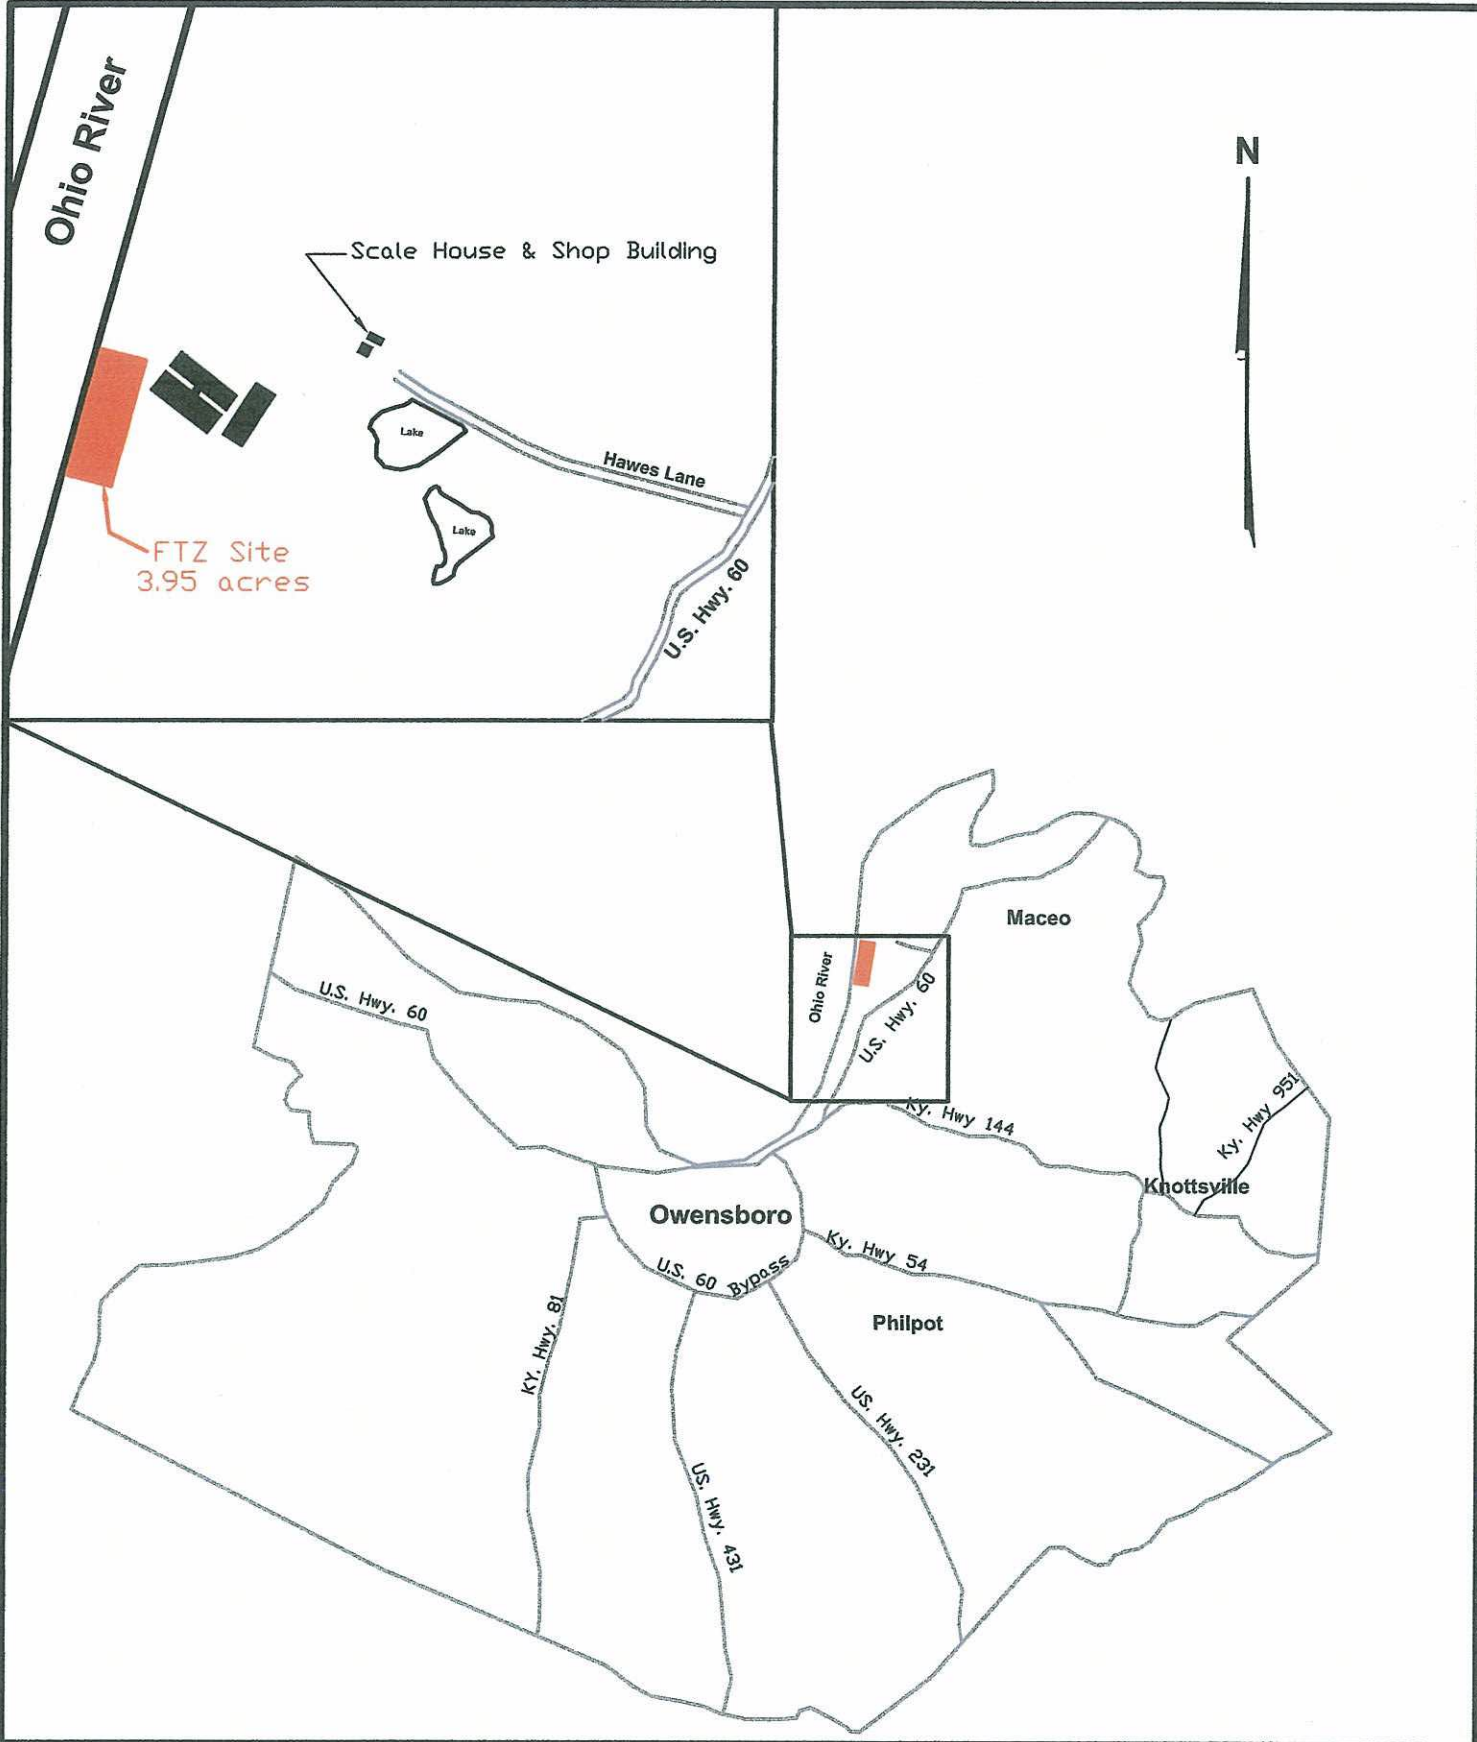 Ohio River
N
Scale House & Shop Building
Lake
Hawes Lane
Lake
FTZ Site
3.95 acres
U.S. Hwy. 60
Maceo
Ohio River
U.S. Hwy. 60
U.S. Hwy. 60
Ky. Hwy 951
Ky. Hwy 144
Knottsville
Owensboro
Ky. Hwy 54
U.S. 60 Bypass
KY. Hwy. 81
Philpot
US. Hwy. 231
US. Hwy. 431